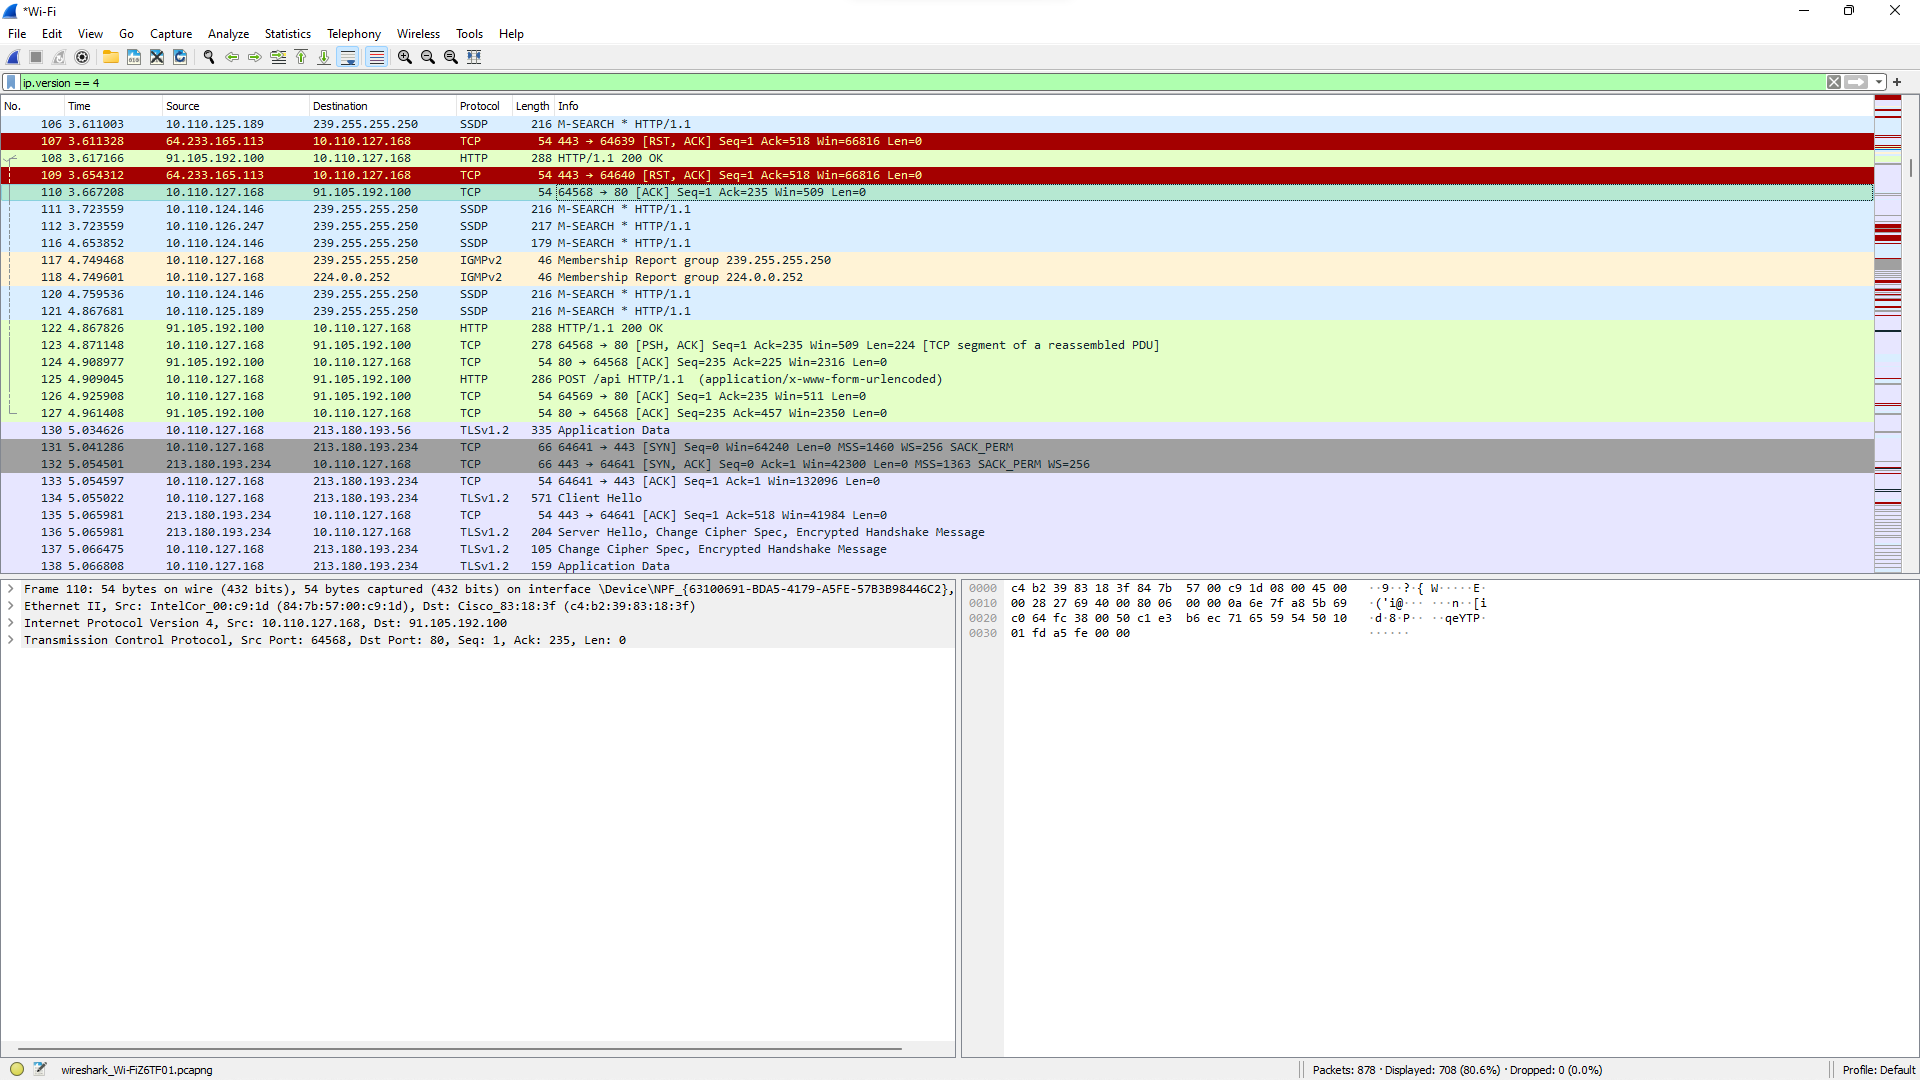 *Wi-Fi
File Edit View Go Capture Analyze Statistics Telephony Wireless Tools Help
ip.version == 4
No. Time Source Destination Protocol Length Info
106 3.611003 10.110.125.189 239.255.255.250 SSDP 216 M-SEARCH * HTTP/1.1
107 3.611328 64.233.165.113 10.110.127.168 TCP 54 443 → 64639 [RST, ACK] Seq=1 Ack=518 Win=66816 Len=0
108 3.617166 91.105.192.100 10.110.127.168 HTTP 288 HTTP/1.1 200 OK
109 3.654312 64.233.165.113 10.110.127.168 TCP 54 443 → 64640 [RST, ACK] Seq=1 Ack=518 Win=66816 Len=0
110 3.667208 10.110.127.168 91.105.192.100 TCP 54 64568 → 80 [ACK] Seq=1 Ack=235 Win=509 Len=0
111 3.723559 10.110.124.146 239.255.255.250 SSDP 216 M-SEARCH * HTTP/1.1
112 3.723559 10.110.126.247 239.255.255.250 SSDP 217 M-SEARCH * HTTP/1.1
116 4.653852 10.110.124.146 239.255.255.250 SSDP 179 M-SEARCH * HTTP/1.1
117 4.749468 10.110.127.168 239.255.255.250 IGMPv2 46 Membership Report group 239.255.255.250
118 4.749601 10.110.127.168 224.0.0.252 IGMPv2 46 Membership Report group 224.0.0.252
120 4.759536 10.110.124.146 239.255.255.250 SSDP 216 M-SEARCH * HTTP/1.1
121 4.867681 10.110.125.189 239.255.255.250 SSDP 216 M-SEARCH * HTTP/1.1
122 4.867826 91.105.192.100 10.110.127.168 HTTP 288 HTTP/1.1 200 OK
123 4.871148 10.110.127.168 91.105.192.100 TCP 278 64568 → 80 [PSH, ACK] Seq=1 Ack=235 Win=509 Len=224 [TCP segment of a reassembled PDU]
124 4.908977 91.105.192.100 10.110.127.168 TCP 54 80 → 64568 [ACK] Seq=235 Ack=225 Win=2316 Len=0
125 4.909045 10.110.127.168 91.105.192.100 HTTP 286 POST /api HTTP/1.1 (application/x-www-form-urlencoded)
126 4.925908 10.110.127.168 91.105.192.100 TCP 54 64569 → 80 [ACK] Seq=1 Ack=235 Win=511 Len=0
127 4.961408 91.105.192.100 10.110.127.168 TCP 54 80 → 64568 [ACK] Seq=235 Ack=457 Win=2350 Len=0
130 5.034626 10.110.127.168 213.180.193.56 TLSv1.2 335 Application Data
131 5.041286 10.110.127.168 213.180.193.234 TCP 66 64641 → 443 [SYN] Seq=0 Win=64240 Len=0 MSS=1460 WS=256 SACK_PERM
132 5.054501 213.180.193.234 10.110.127.168 TCP 66 443 → 64641 [SYN, ACK] Seq=0 Ack=1 Win=42300 Len=0 MSS=1363 SACK_PERM WS=256
133 5.054597 10.110.127.168 213.180.193.234 TCP 54 64641 → 443 [ACK] Seq=1 Ack=1 Win=132096 Len=0
134 5.055022 10.110.127.168 213.180.193.234 TLSv1.2 571 Client Hello
135 5.065981 213.180.193.234 10.110.127.168 TCP 54 443 → 64641 [ACK] Seq=1 Ack=518 Win=41984 Len=0
136 5.065981 213.180.193.234 10.110.127.168 TLSv1.2 204 Server Hello, Change Cipher Spec, Encrypted Handshake Message
137 5.066475 10.110.127.168 213.180.193.234 TLSv1.2 105 Change Cipher Spec, Encrypted Handshake Message
138 5.066808 10.110.127.168 213.180.193.234 TLSv1.2 159 Application Data
Frame 110: 54 bytes on wire (432 bits), 54 bytes captured (432 bits) on interface \Device\NPF_{63100691-BDA5-4179-A5FE-57B3B98446C2},
Ethernet II, Src: IntelCor_00:c9:1d (84:7b:57:00:c9:1d), Dst: Cisco_83:18:3f (c4:b2:39:83:18:3f)
Internet Protocol Version 4, Src: 10.110.127.168, Dst: 91.105.192.100
Transmission Control Protocol, Src Port: 64568, Dst Port: 80, Seq: 1, Ack: 235, Len: 0
0000 c4 b2 39 83 18 3f 84 7b 57 00 c9 1d 08 00 45 00 ··9··?·{ W·····E·
0010 00 28 27 69 40 00 80 06 00 00 0a 6e 7f a8 5b 69 ·('i@··· ···n··[i
0020 c0 64 fc 38 00 50 c1 e3 b6 ec 71 65 59 54 50 10 ·d·8·P·· ··qeYTP·
0030 01 fd a5 fe 00 00 ······
wireshark_Wi-FiZ6TF01.pcapng
Packets: 878 · Displayed: 708 (80.6%) · Dropped: 0 (0.0%)
Profile: Default